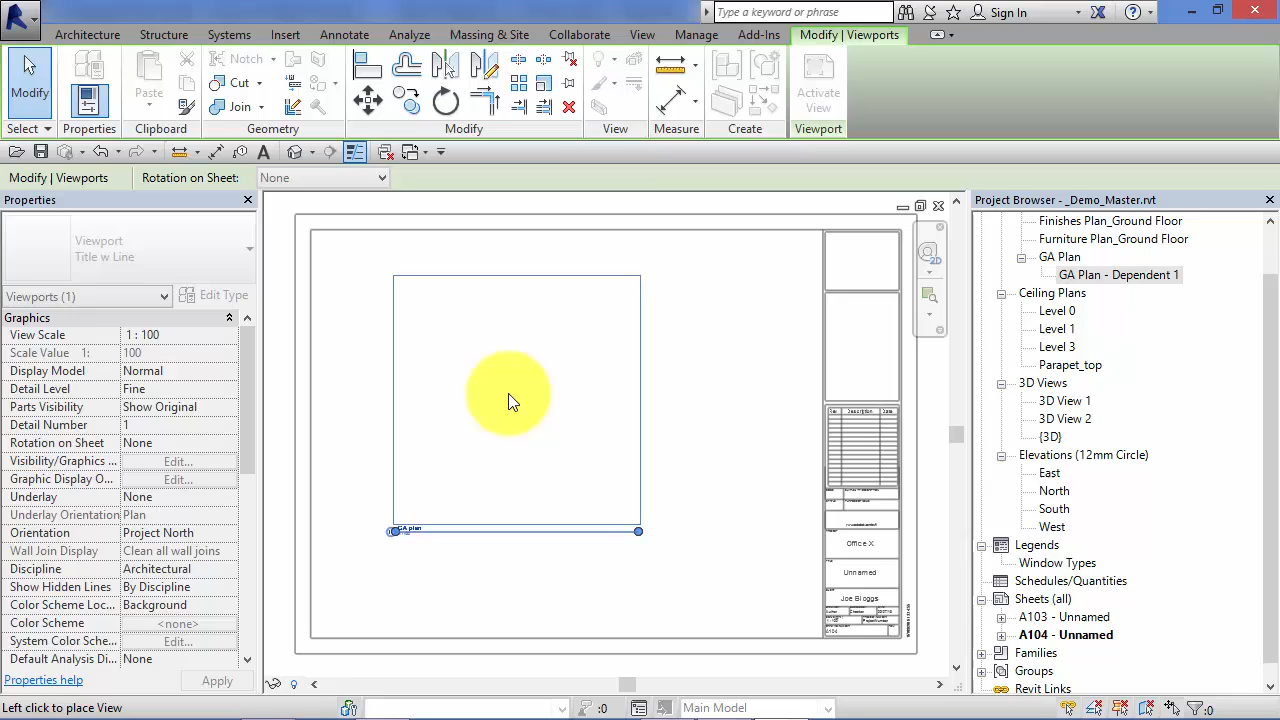 Type a keyword or phrase
Sign In
Architecture
Structure
Systems
Insert
Annotate
Analyze
Massing & Site
Collaborate
View
Manage
Add-Ins
Modify | Viewports
Modify
Paste
Notch
Cut
Join
Activate
View
Select
Properties
Clipboard
Geometry
Modify
View
Measure
Create
Viewport
Modify | Viewports
Rotation on Sheet:
None
Properties
Viewport
Title w Line
Viewports (1)
Edit Type
Graphics
View Scale
1 : 100
Scale Value 1:
100
Display Model
Normal
Detail Level
Fine
Parts Visibility
Show Original
Detail Number
1
Rotation on Sheet
None
Visibility/Graphics ...
Edit...
Graphic Display O...
Edit...
Underlay
None
Underlay Orientation
Plan
Orientation
Project North
Wall Join Display
Clean all wall joins
Discipline
Architectural
Show Hidden Lines
By Discipline
Color Scheme Loc...
Background
Color Scheme
<none>
System Color Sche...
Edit...
Default Analysis Di...
None
Properties help
Apply
GA plan
Rev
Description
Date
Office X
Unnamed
Joe Bloggs
A104
2D
Project Browser - _Demo_Master.rvt
Finishes Plan_Ground Floor
Furniture Plan_Ground Floor
GA Plan
GA Plan - Dependent 1
Ceiling Plans
Level 0
Level 1
Level 3
Parapet_top
3D Views
3D View 1
3D View 2
{3D}
Elevations (12mm Circle)
East
North
South
West
Legends
Window Types
Schedules/Quantities
Sheets (all)
A103 - Unnamed
A104 - Unnamed
Families
Groups
Revit Links
Left click to place View
:0
Main Model
:0